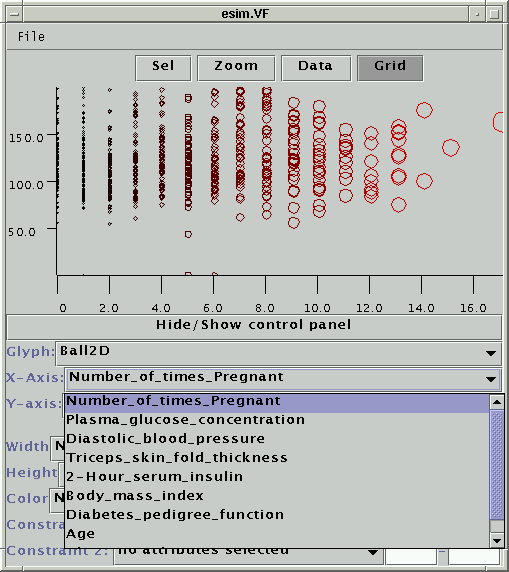 esim.VF
File
Sel Zoom Data Grid
150.0
100.0
50.0
0 2.0 4.0 6.0 8.0 10.0 12.0 14.0 16.0
Hide/Show control panel
Glyph: Ball2D
X-Axis: Number_of_times_Pregnant
Y-axis: Number_of_times_Pregnant
Plasma_glucose_concentration
Diastolic_blood_pressure
Width N Triceps_skin_fold_thickness
Height 2-Hour_serum_insulin
Color N Body_mass_index
Constra Diabetes_pedigree_function
Age
Constraint 2: no attributes selected –